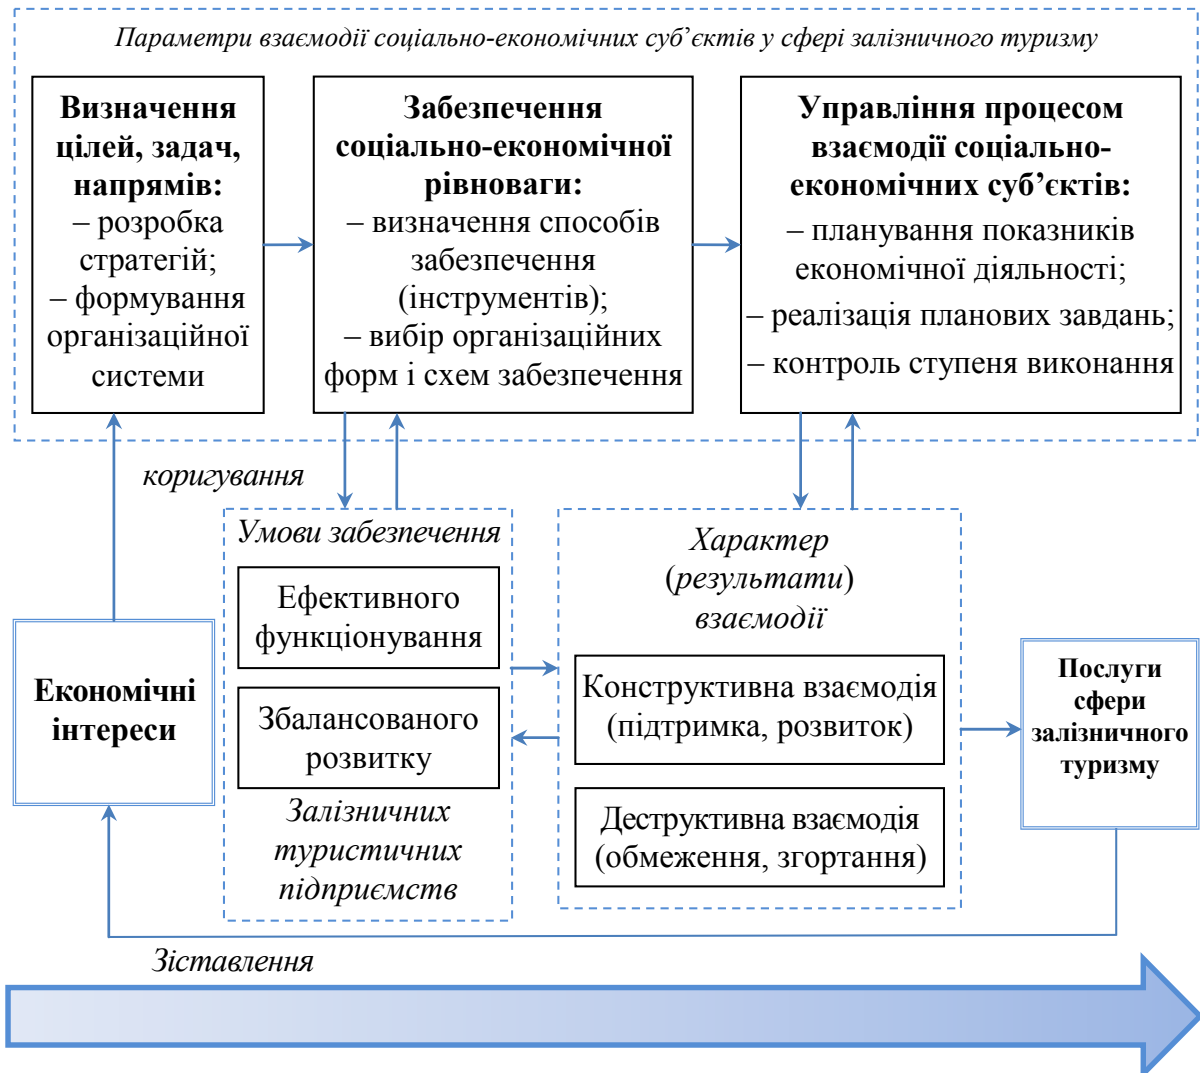 Параметри взаємодії соціально-економічних суб’єктів у сфері залізничного туризму
Визначення
цілей, задач,
напрямів:
– розробка
стратегій;
– формування
організаційної
системи
Забезпечення
соціально-економічної
рівноваги:
– визначення способів
забезпечення
(інструментів);
– вибір організаційних
форм і схем забезпечення
Управління процесом
взаємодії соціально-
економічних суб’єктів:
– планування показників
економічної діяльності;
– реалізація планових завдань;
– контроль ступеня виконання
коригування
Економічні
інтереси
Умови забезпечення
Ефективного
функціонування
Збалансованого
розвитку
Залізничних
туристичних
підприємств
Характер
(результати)
взаємодії
Конструктивна взаємодія
(підтримка, розвиток)
Деструктивна взаємодія
(обмеження, згортання)
Послуги
сфери
залізничного
туризму
Зіставлення